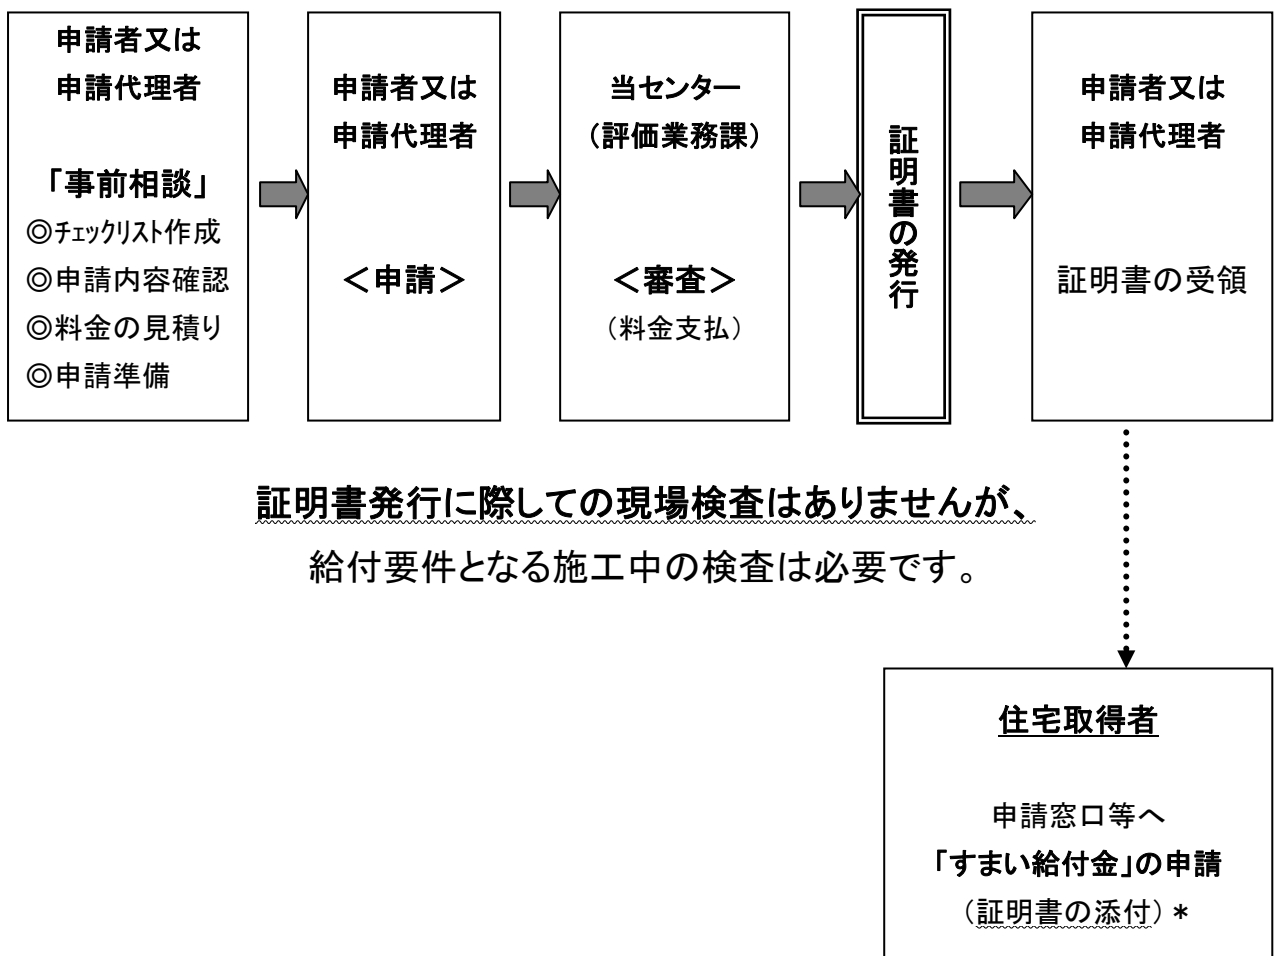 申請者又は
申請代理者
「事前相談」
◎チェックリスト作成
◎申請内容確認
◎料金の見積り
◎申請準備
申請者又は
申請代理者
＜申請＞
当センター
（評価業務課）
＜審査＞
（料金支払）
証明書の発行
申請者又は
申請代理者
証明書の受領
証明書発行に際しての現場検査はありませんが、
給付要件となる施工中の検査は必要です。
住宅取得者
申請窓口等へ
「すまい給付金」の申請
（証明書の添付）＊